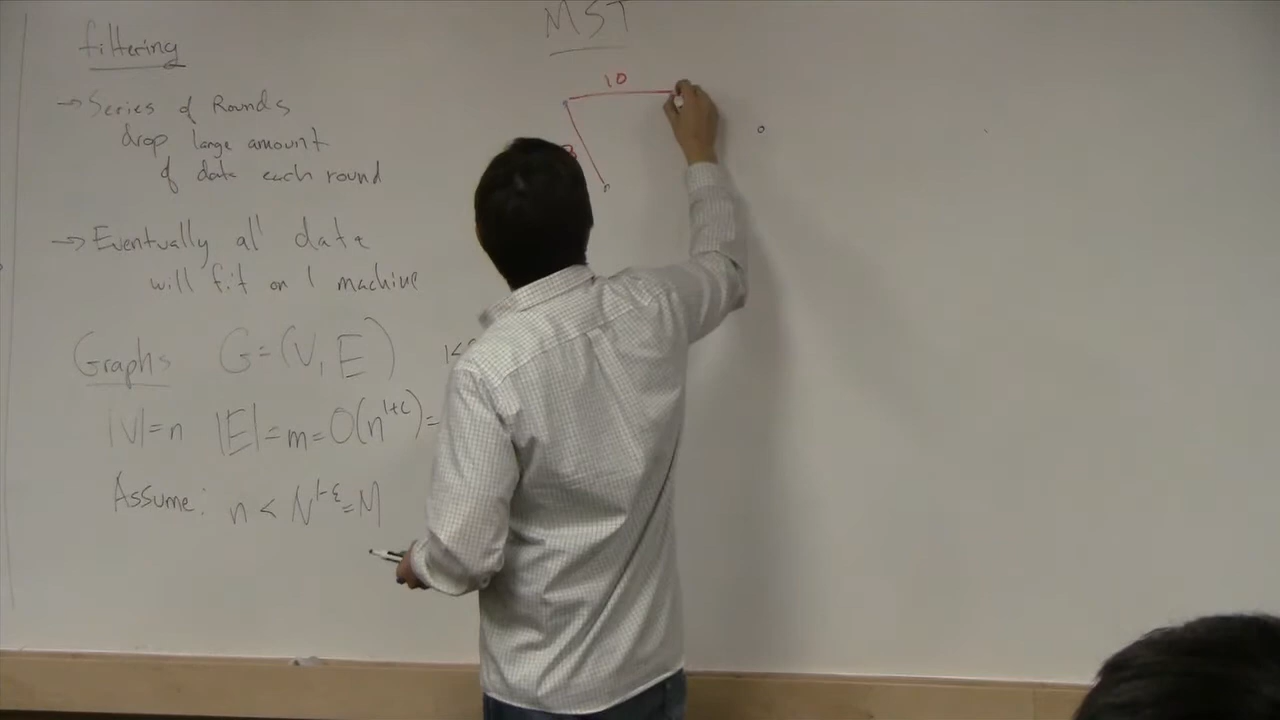 filtering
→ Series of Rounds
drop large amount
of data each round
→ Eventually all data
will fit on 1 machine
Graphs G=(V, E)
|V|=n |E|=m=O(n^{1+c})=
Assume: n < N^{1-ε}=M
MST
10